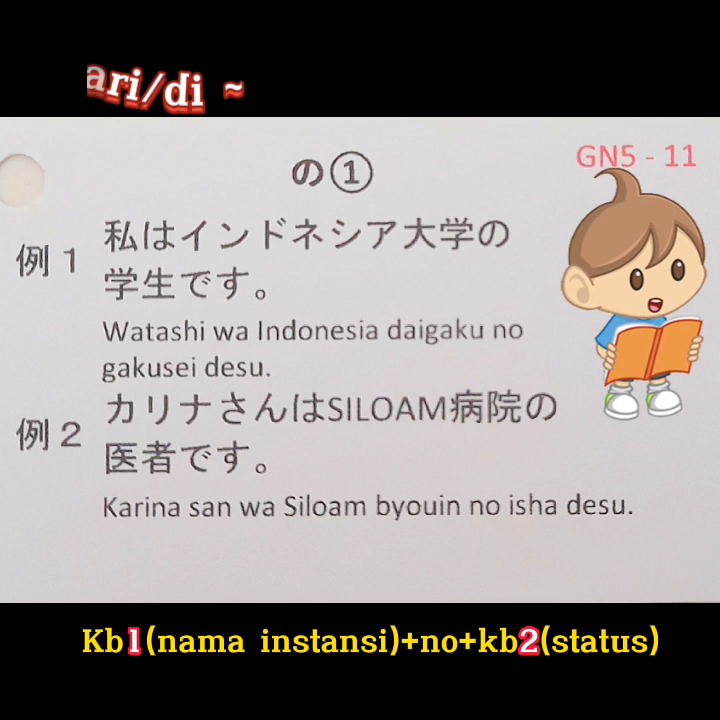 ari/di ~
の①
GN5 - 11
例１ 私はインドネシア大学の
学生です。
Watashi wa Indonesia daigaku no
gakusei desu.
例２ カリナさんはSILOAM病院の
医者です。
Karina san wa Siloam byouin no isha desu.
Kb1(nama instansi)+no+kb2(status)